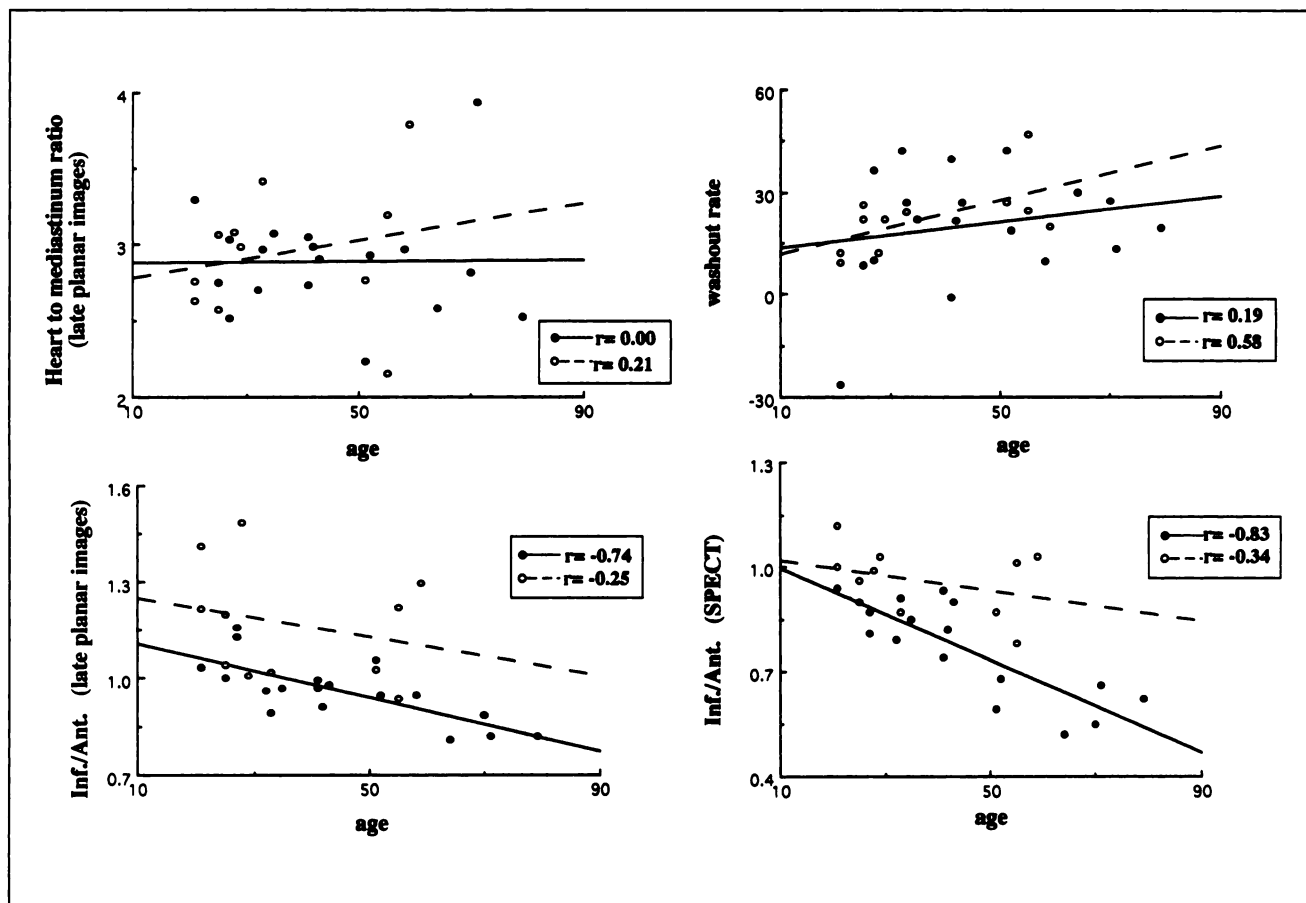 Heart to mediastinum ratio
(late planar images)
4
3
2
10
50
90
age
r= 0.00
r= 0.21
washout rate
60
30
0
-30
10
50
90
age
r= 0.19
r= 0.58
Inf./Ant. (late planar images)
1.6
1.3
1.0
0.7
10
50
90
age
r= -0.74
r= -0.25
Inf./Ant. (SPECT)
1.3
1.0
0.7
0.4
10
50
90
age
r= -0.83
r= -0.34